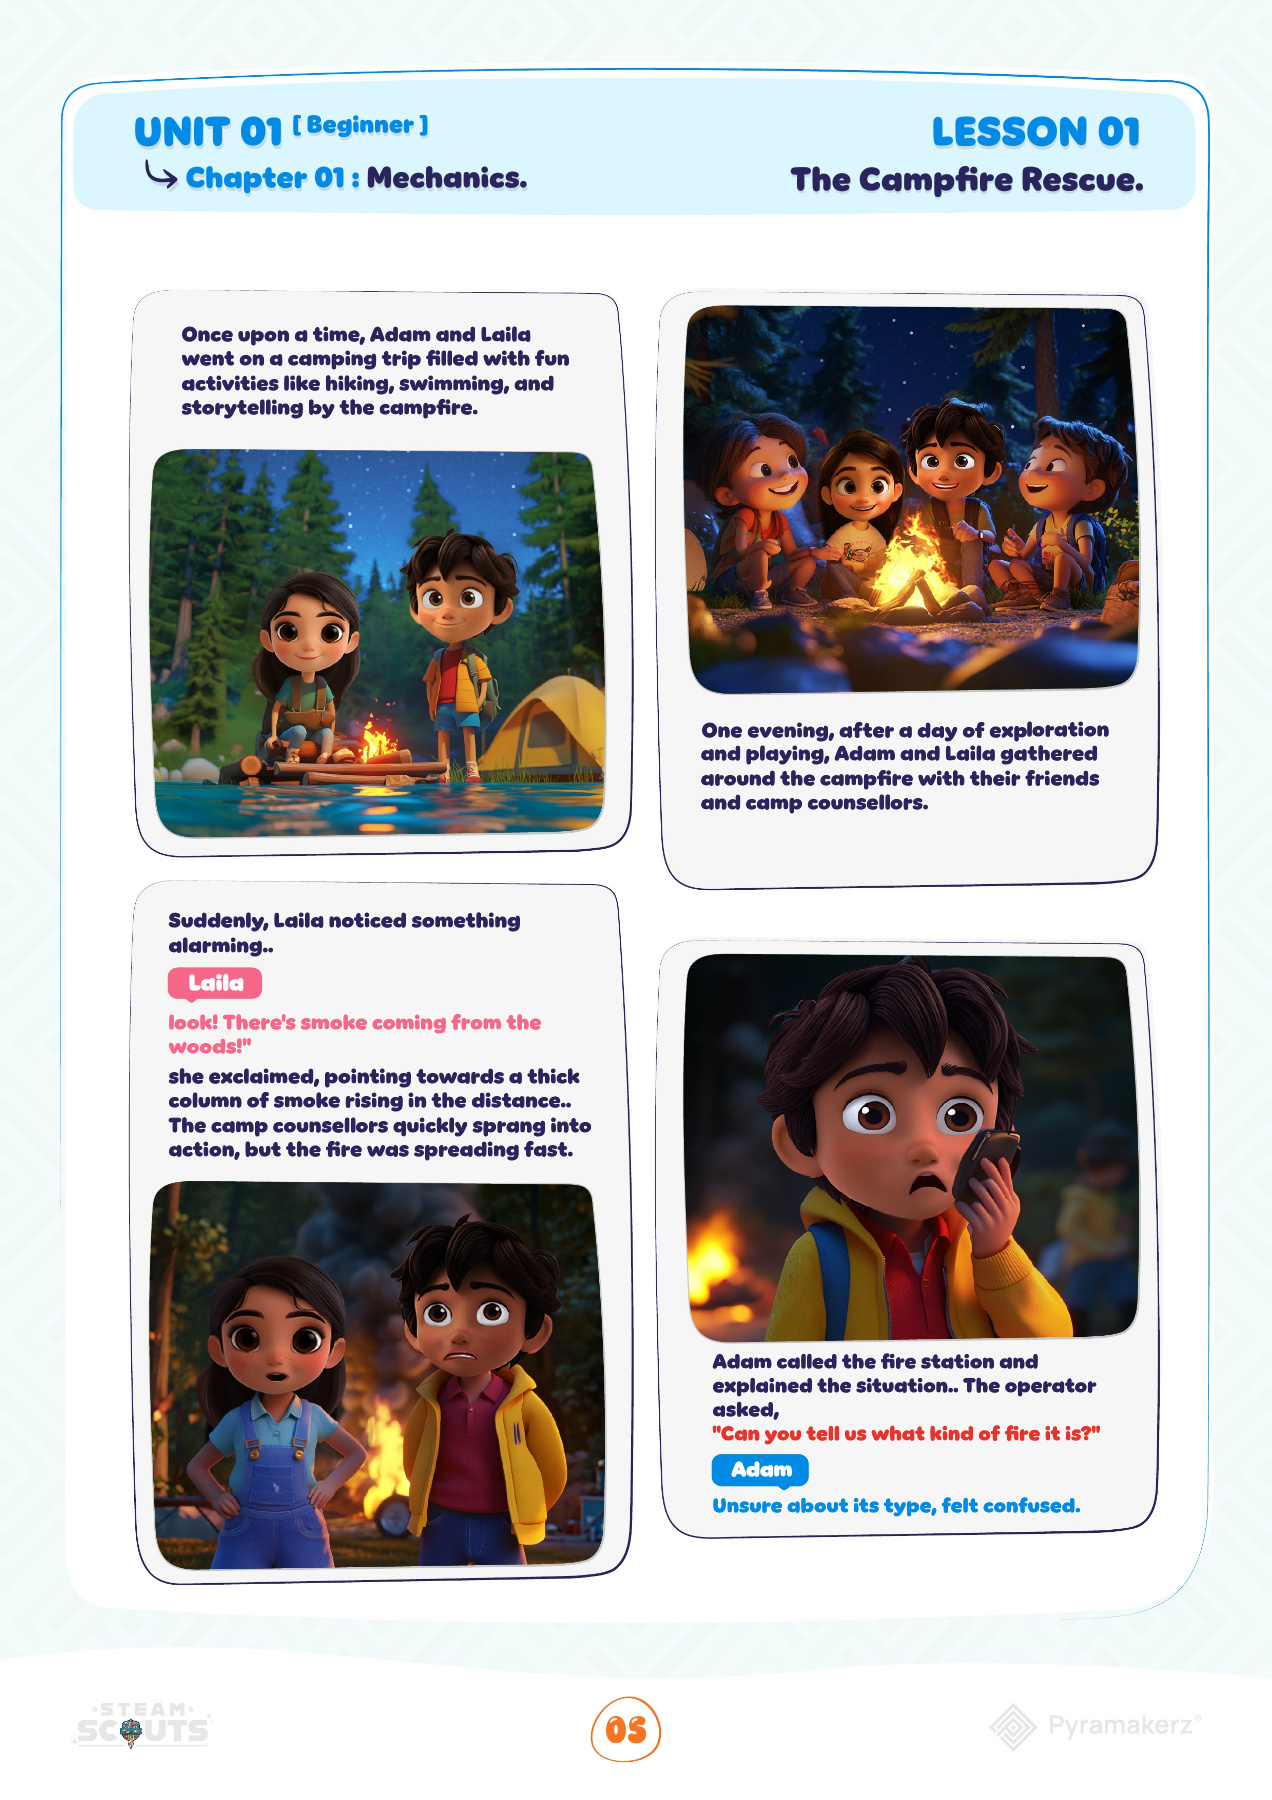 UNIT 01 [ Beginner ]
Chapter 01 : Mechanics.
LESSON 01
The Campfire Rescue.
Once upon a time, Adam and Laila
went on a camping trip filled with fun
activities like hiking, swimming, and
storytelling by the campfire.
One evening, after a day of exploration
and playing, Adam and Laila gathered
around the campfire with their friends
and camp counsellors.
Suddenly, Laila noticed something
alarming..
Laila
look! There's smoke coming from the
woods!"
she exclaimed, pointing towards a thick
column of smoke rising in the distance..
The camp counsellors quickly sprang into
action, but the fire was spreading fast.
Adam called the fire station and
explained the situation.. The operator
asked,
"Can you tell us what kind of fire it is?"
Adam
Unsure about its type, felt confused.
STEAM
SCOUTS
05
Pyramakerz